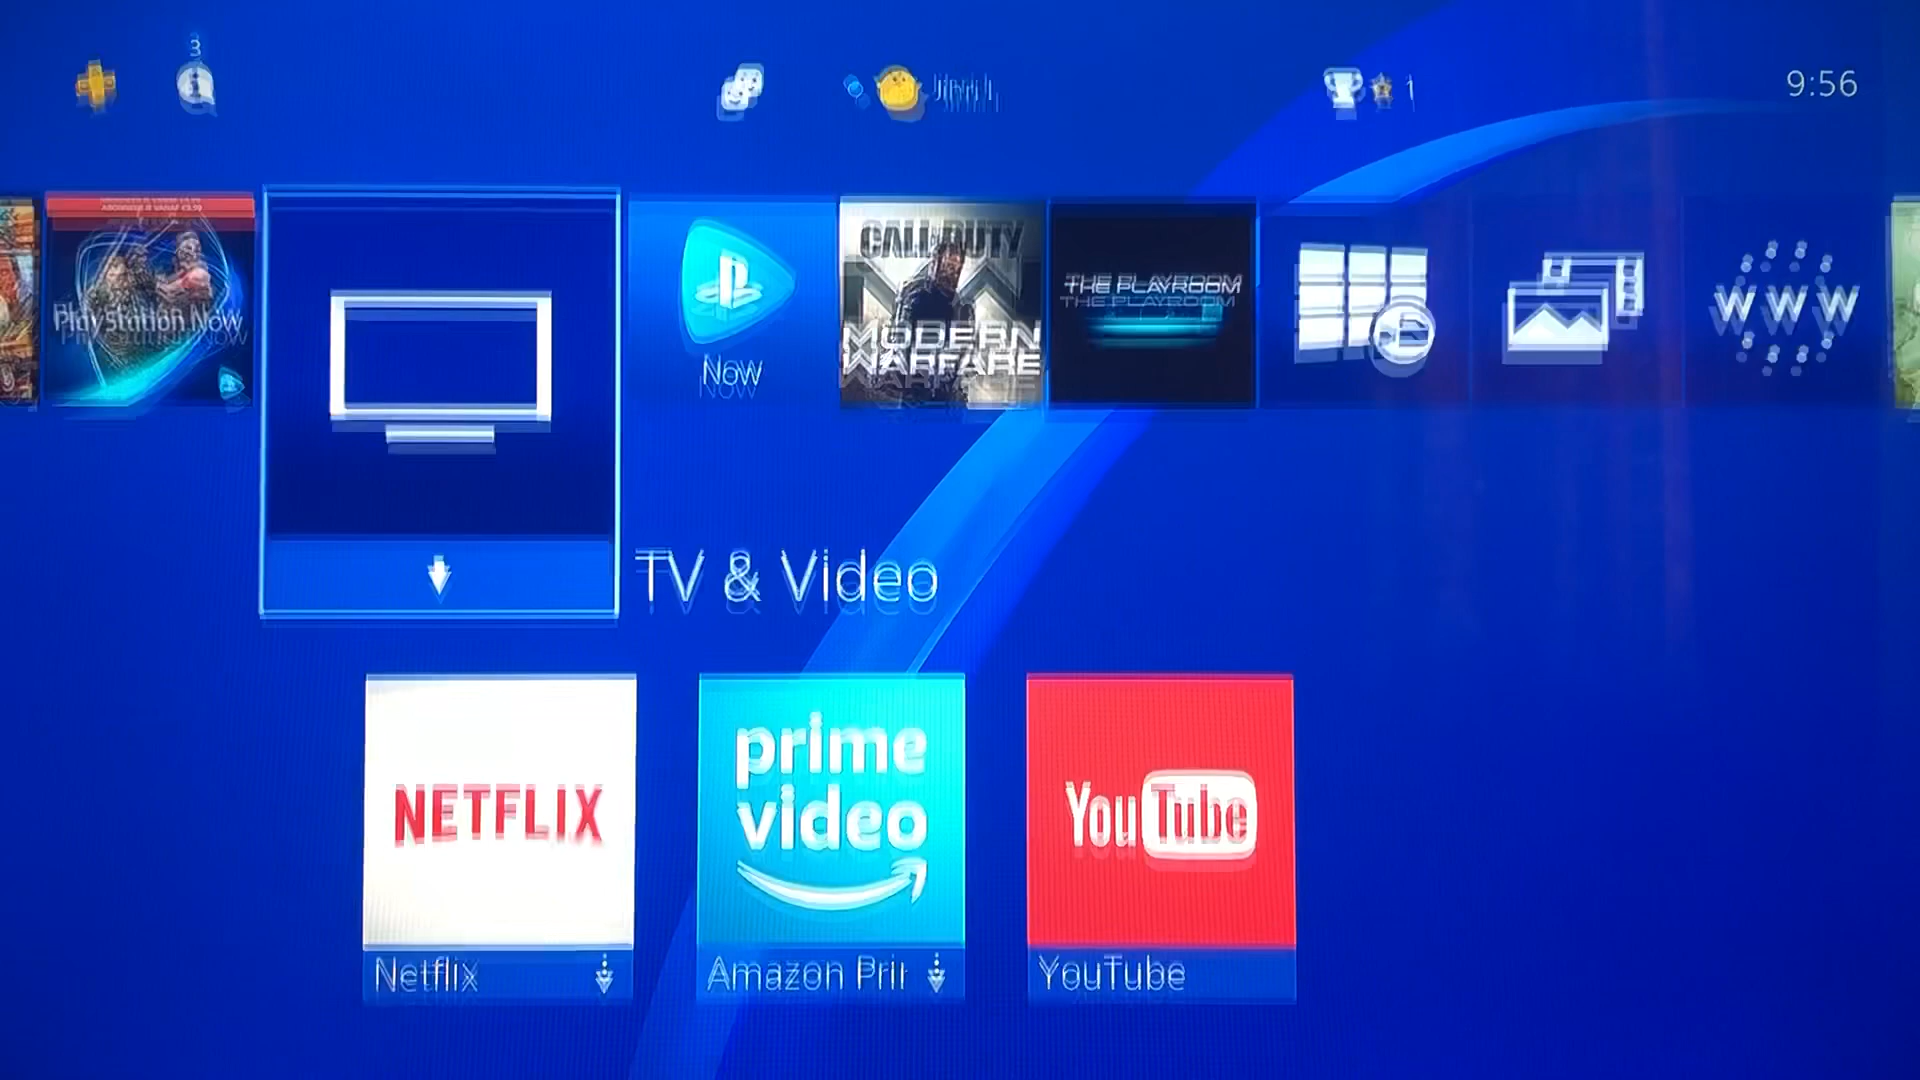 3
1
9:56
PlayStation Now
Now
CALL OF DUTY
MODERN
WARFARE
THE PLAYROOM
WWW
TV & Video
NETFLIX
prime
video
YouTube
Netflix
Amazon Pri
YouTube